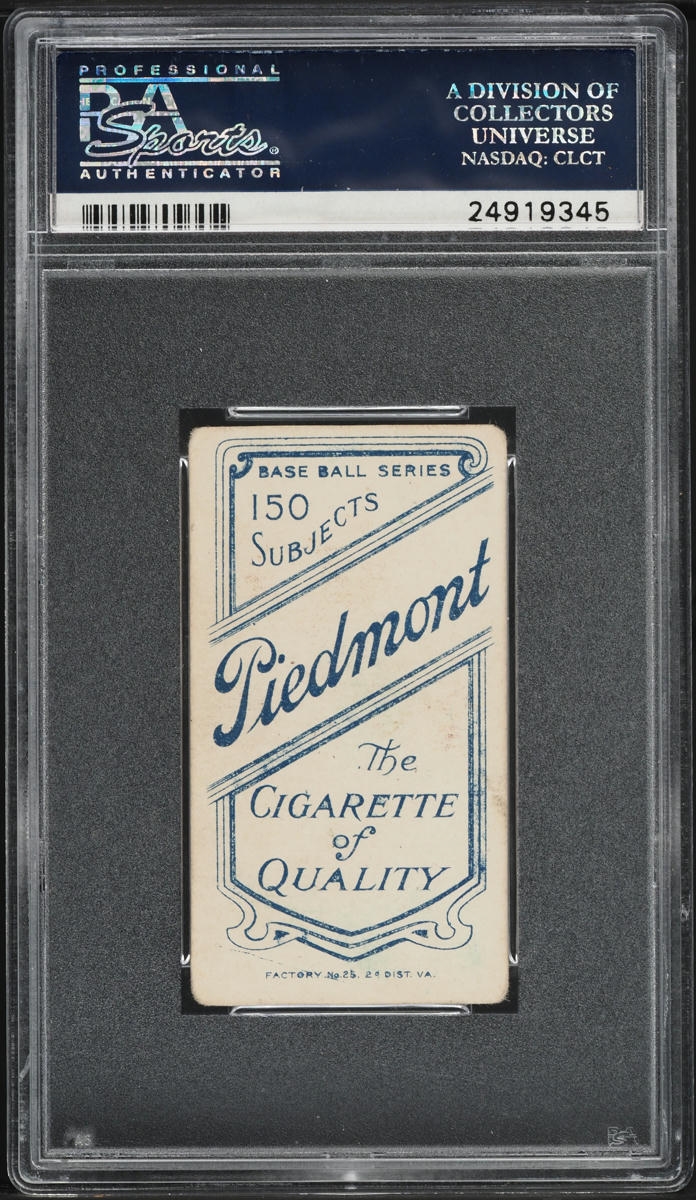 PROFESSIONAL
PSA
Sports®
AUTHENTICATOR
A DIVISION OF
COLLECTORS
UNIVERSE
NASDAQ: CLCT
24919345
BASE BALL SERIES
150
SUBJECTS
Piedmont
The
CIGARETTE
of
QUALITY
FACTORY No 25. 2d DIST. VA.
PSA